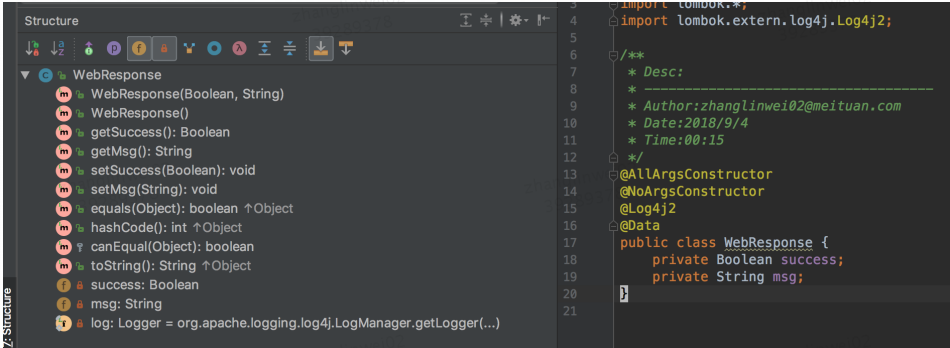 Structure
WebResponse
WebResponse(Boolean, String)
WebResponse()
getSuccess(): Boolean
getMsg(): String
setSuccess(Boolean): void
setMsg(String): void
equals(Object): boolean ↑Object
hashCode(): int ↑Object
canEqual(Object): boolean
toString(): String ↑Object
success: Boolean
msg: String
log: Logger = org.apache.logging.log4j.LogManager.getLogger(...)
7: Structure
3 import lombok.*;
4 import lombok.extern.log4j.Log4j2;
5
6 /**
7 * Desc:
8 * ------------------------------------
9 * Author:zhanglinwei02@meituan.com
10 * Date:2018/9/4
11 * Time:00:15
12 */
13 @AllArgsConstructor
14 @NoArgsConstructor
15 @Log4j2
16 @Data
17 public class WebResponse {
18 private Boolean success;
19 private String msg;
20 }
21